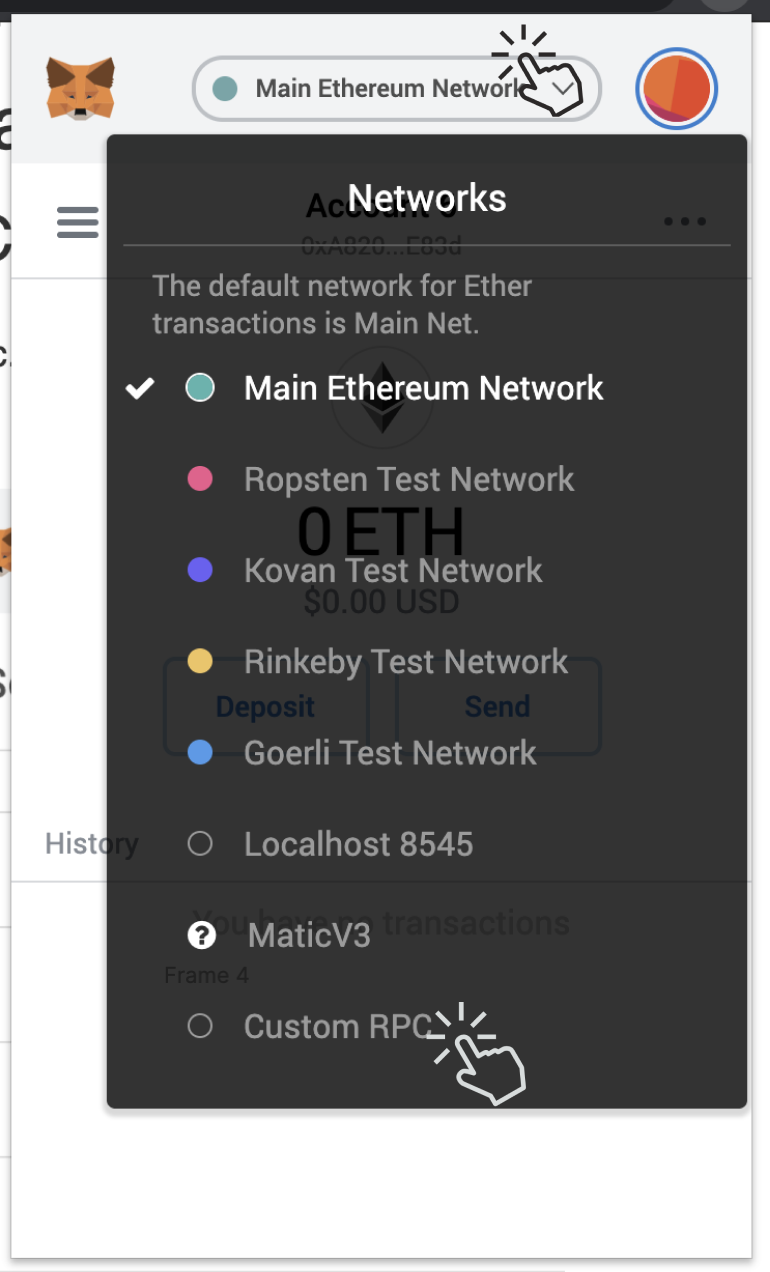 Main Ethereum Network
Networks
Account 6
0xA820...E83d
The default network for Ether
transactions is Main Net.
Main Ethereum Network
Ropsten Test Network
0 ETH
Kovan Test Network
$0.00 USD
Rinkeby Test Network
Deposit
Send
Goerli Test Network
History
Localhost 8545
You have no transactions
MaticV3
Frame 4
Custom RPC